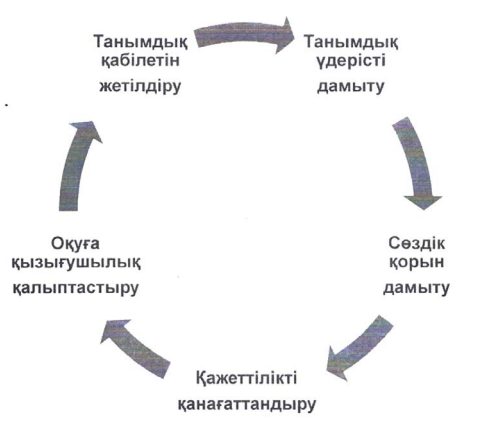 Танымдық
қабілетін
жетілдіру
Танымдық
үдерісті
дамыту
Сөздік
қорын
дамыту
Қажеттілікті
қанағаттандыру
Оқуға
қызығушылық
қалыптастыру